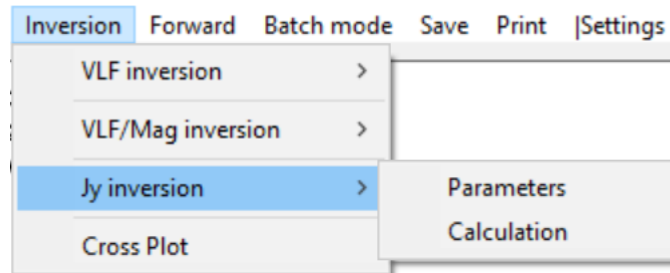 Inversion Forward Batch mode Save Print |Settings
VLF inversion >
VLF/Mag inversion >
Jy inversion > Parameters
Calculation
Cross Plot